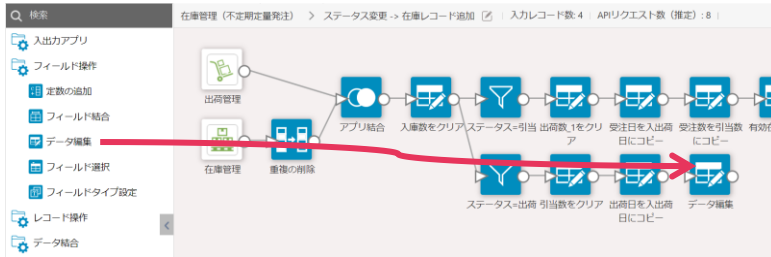 検索
在庫管理（不定期定量発注） > ステータス変更 -> 在庫レコード追加 | 入力レコード数: 4 | APIリクエスト数（推定）: 8 |
入出力アプリ
フィールド操作
定数の追加
フィールド結合
データ編集
フィールド選択
フィールドタイプ設定
レコード操作
データ結合
出荷管理
アプリ結合
入庫数をクリア
ステータス=引当
出荷数_1をクリ
ア
受注日を入出荷
日にコピー
受注数を引当数
にコピー
在庫管理
重複の削除
ステータス=出荷
引当数をクリア
出荷日を入出荷
日にコピー
データ編集